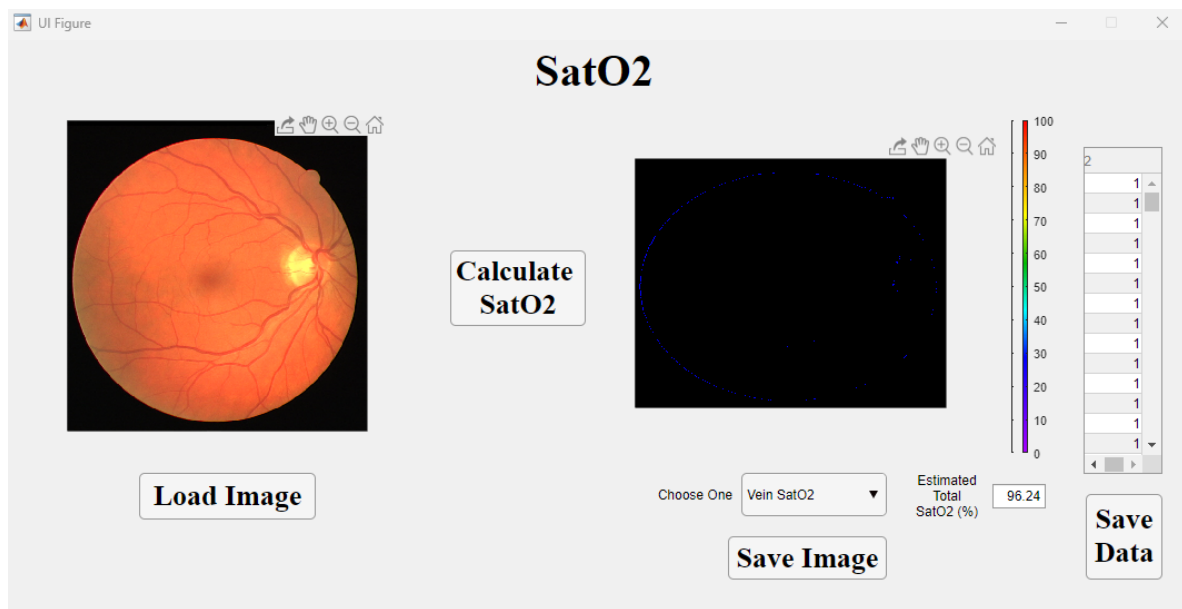 UI Figure
SatO2
Load Image
Calculate
SatO2
100
90
80
70
60
50
40
30
20
10
0
Choose One
Vein SatO2
Estimated
Total
SatO2 (%)
96.24
Save Image
2
1
1
1
1
1
1
1
1
1
1
1
1
1
1
Save
Data